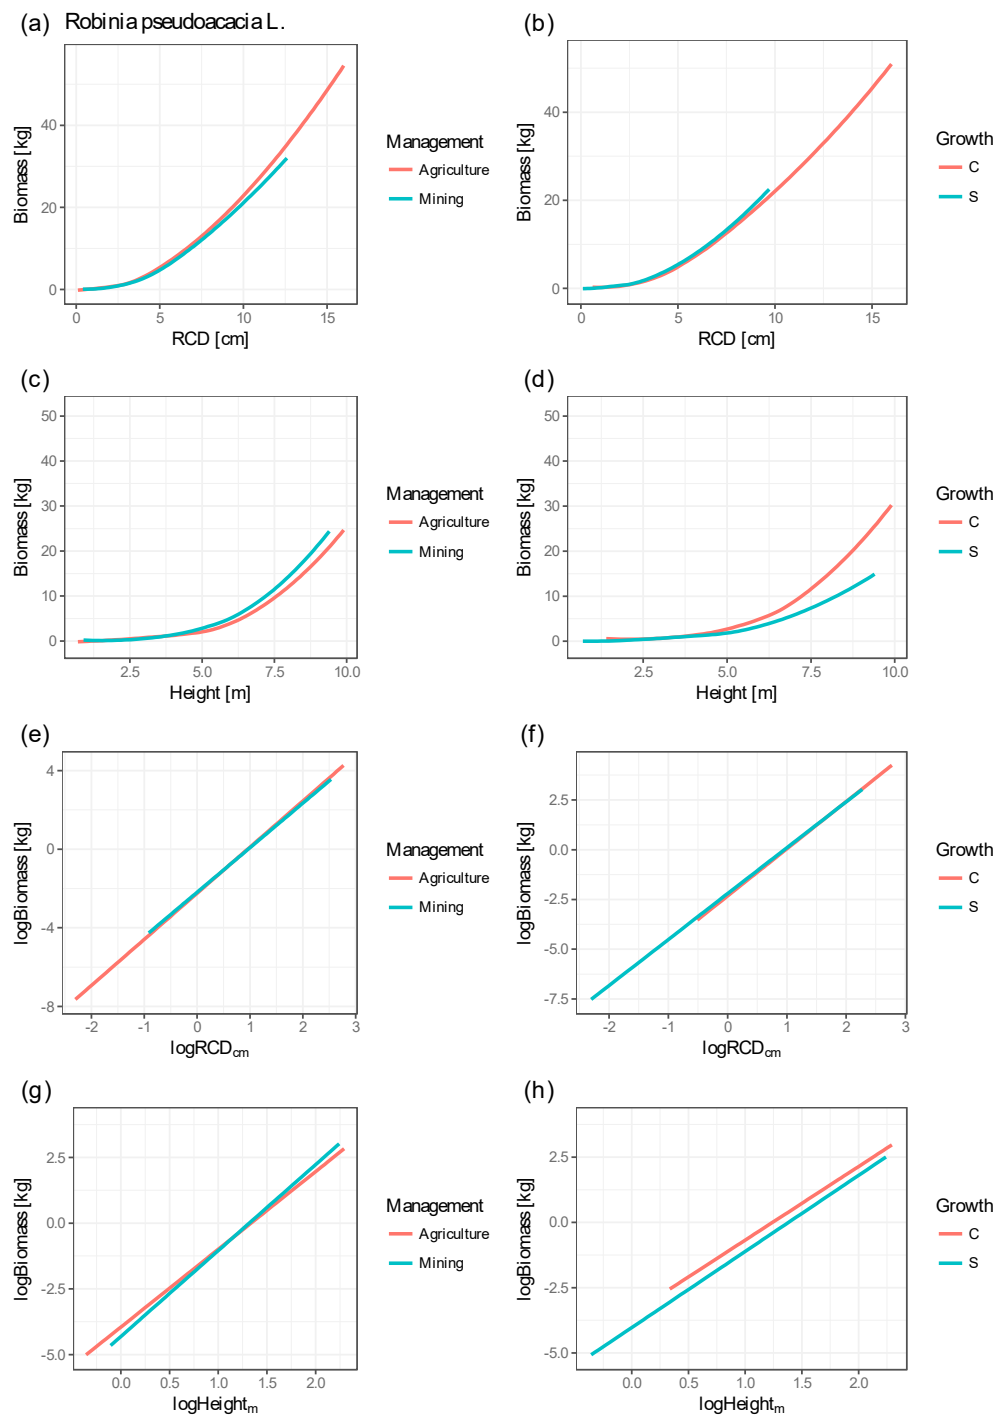 (a) Robinia pseudoacacia L.
Biomass [kg]
40
20
0
0 5 10 15
RCD [cm]
Management
Agriculture
Mining
(b)
Biomass [kg]
40
20
0
0 5 10 15
RCD [cm]
Growth
C
S
(c)
Biomass [kg]
50
40
30
20
10
0
2.5 5.0 7.5 10.0
Height [m]
Management
Agriculture
Mining
(d)
Biomass [kg]
50
40
30
20
10
0
2.5 5.0 7.5 10.0
Height [m]
Growth
C
S
(e)
logBiomass [kg]
4
0
-4
-8
-2 -1 0 1 2 3
logRCDcm
Management
Agriculture
Mining
(f)
logBiomass [kg]
2.5
0.0
-2.5
-5.0
-7.5
-2 -1 0 1 2 3
logRCDcm
Growth
C
S
(g)
logBiomass [kg]
2.5
0.0
-2.5
-5.0
0.0 0.5 1.0 1.5 2.0
logHeightm
Management
Agriculture
Mining
(h)
logBiomass [kg]
2.5
0.0
-2.5
-5.0
0.0 0.5 1.0 1.5 2.0
logHeightm
Growth
C
S